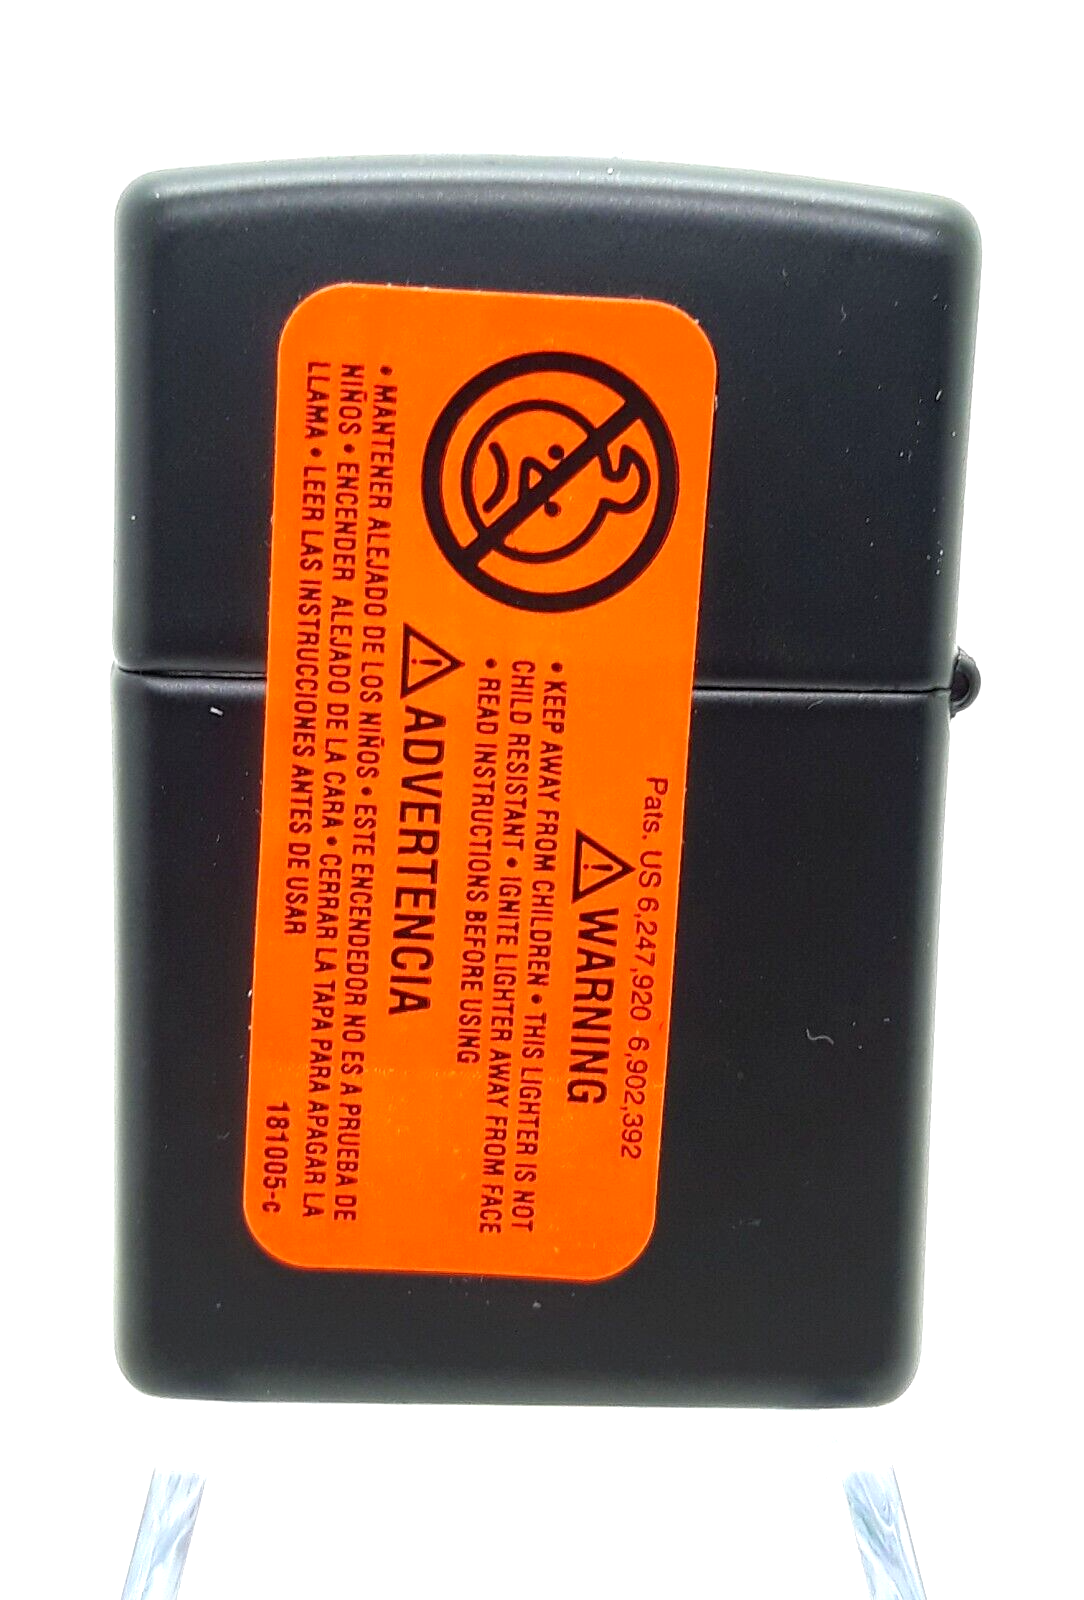 Pats. US 6,247,920 6,902,392
WARNING
• KEEP AWAY FROM CHILDREN • THIS LIGHTER IS NOT
CHILD RESISTANT • IGNITE LIGHTER AWAY FROM FACE
• READ INSTRUCTIONS BEFORE USING
ADVERTENCIA
• MANTENER ALEJADO DE LOS NIÑOS • ESTE ENCENDEDOR NO ES A PRUEBA DE
NIÑOS • ENCENDER ALEJADO DE LA CARA • CERRAR LA TAPA PARA APAGAR LA
LLAMA • LEER LAS INSTRUCCIONES ANTES DE USAR
181005-c